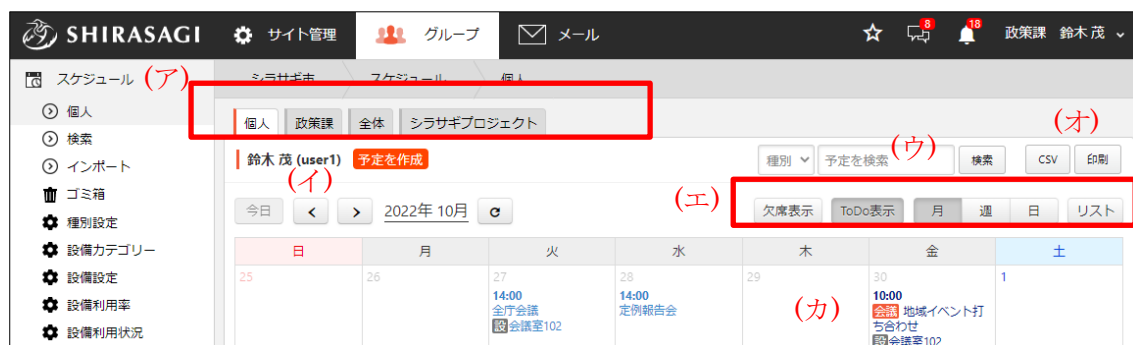 SHIRASAGI サイト管理 グループ メール 8 18 政策課 鈴木 茂
スケジュール (ア) シラサギ市 スケジュール 個人
個人
個人 政策課 全体 シラサギプロジェクト
検索
(オ)
鈴木 茂 (user1) 予定を作成 種別 予定を検索 (ウ) 検索 CSV 印刷
インポート
(イ)
ゴミ箱
(エ)
今日 2022年 10月 欠席表示 ToDo表示 月 週 日 リスト
種別設定
設備カテゴリー
日 月 火 水 木 金 土
設備設定
25 26 27 28 29 30 1
設備利用率
14:00 14:00 (カ) 10:00
全庁会議 定例報告会 会議 地域イベント打
設備利用状況
設 会議室102 ち合わせ
設 会議室102